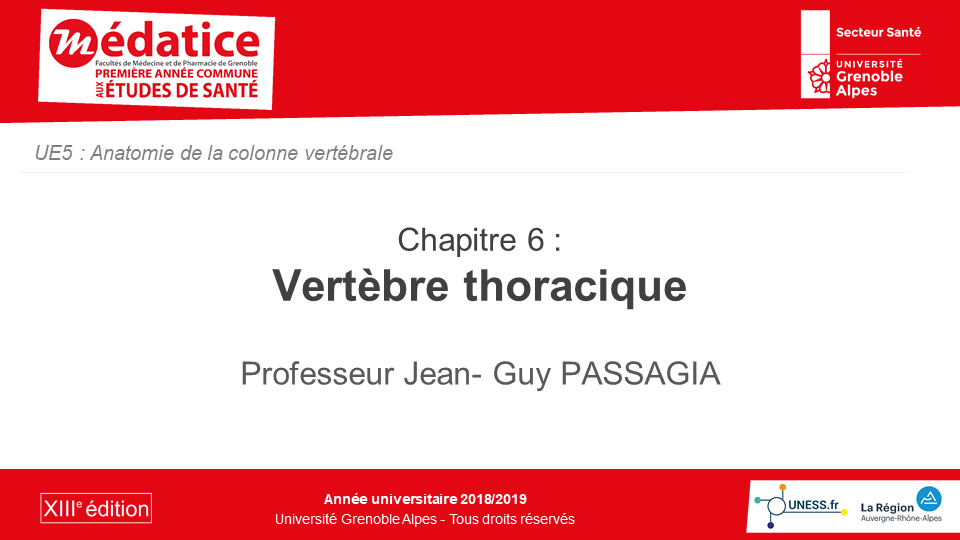 médatice
Facultés de Médecine et de Pharmacie de Grenoble
PREMIÈRE ANNÉE COMMUNE
AUX ÉTUDES DE SANTÉ
Secteur Santé
UNIVERSITÉ
Grenoble
Alpes
UE5 : Anatomie de la colonne vertébrale
Chapitre 6 :
Vertèbre thoracique
Professeur Jean- Guy PASSAGIA
XIIIe édition
Année universitaire 2018/2019
Université Grenoble Alpes - Tous droits réservés
UNESS.fr
La Région
Auvergne-Rhône-Alpes